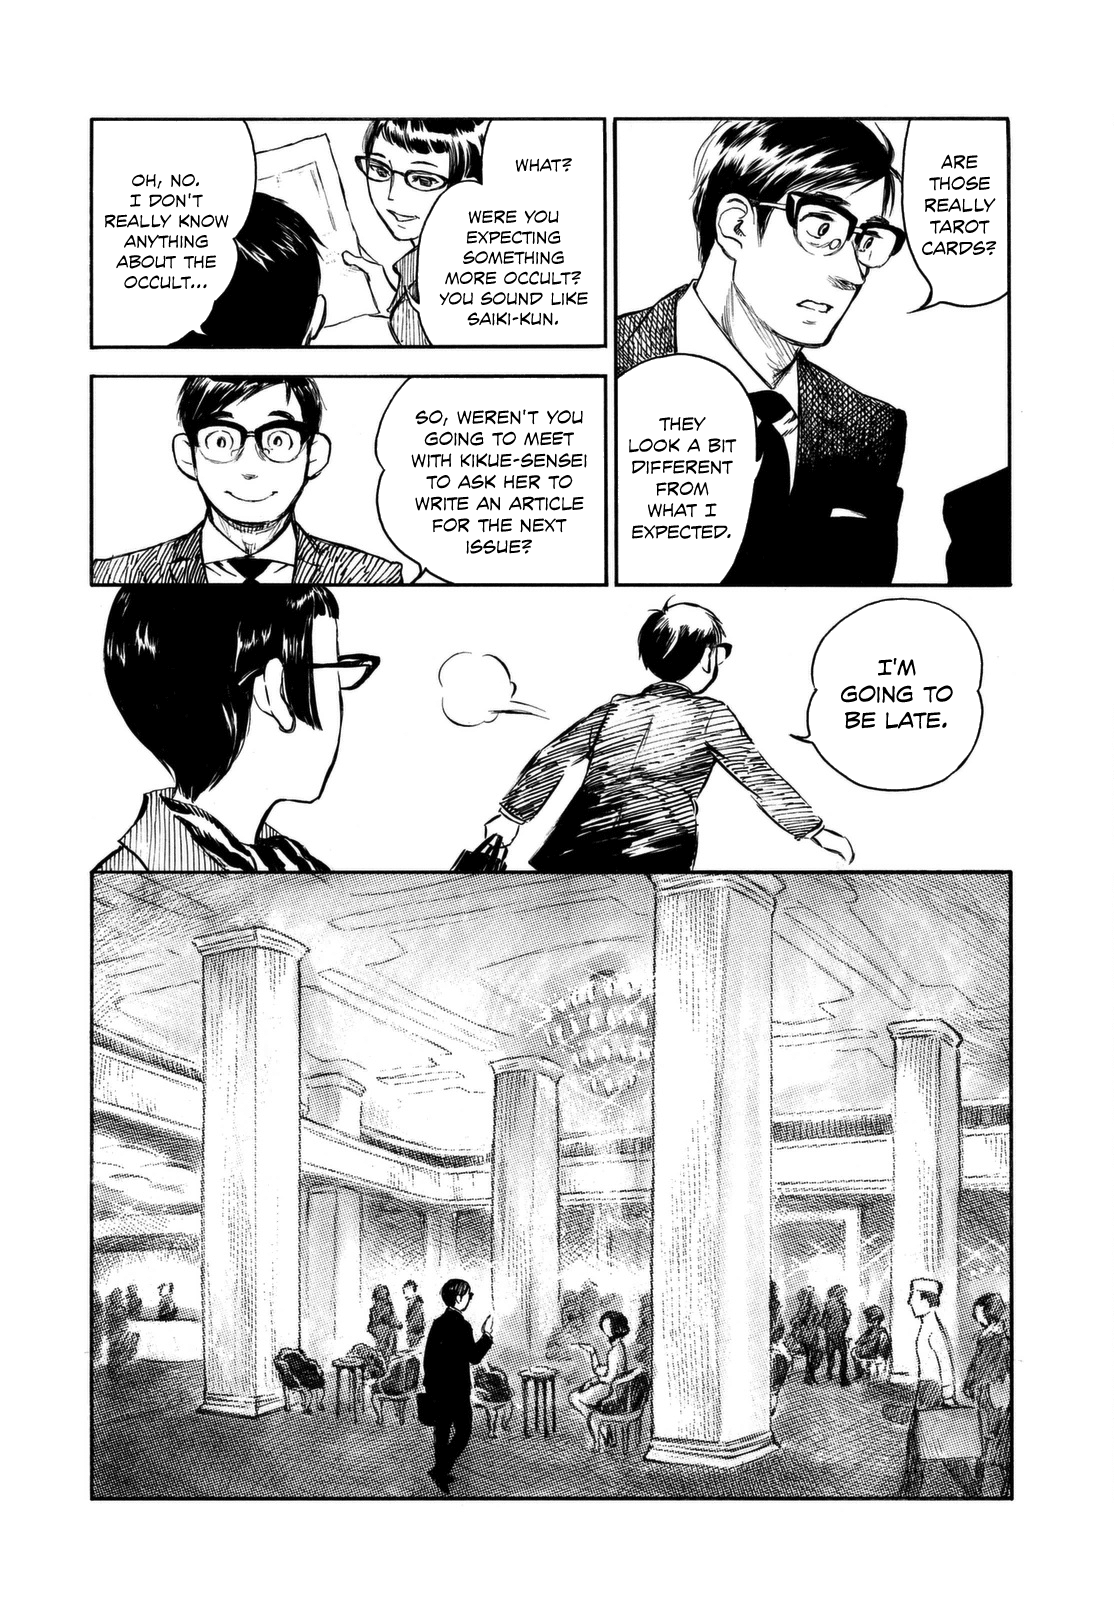 ARE
THOSE
REALLY
TAROT
CARDS?
THEY
LOOK A BIT
DIFFERENT
FROM
WHAT I
EXPECTED.
WHAT?
WERE YOU
EXPECTING
SOMETHING
MORE OCCULT?
YOU SOUND LIKE
SAIKI-KUN.
OH, NO.
I DON'T
REALLY KNOW
ANYTHING
ABOUT THE
OCCULT...
SO, WEREN'T YOU
GOING TO MEET
WITH KIKUE-SENSEI
TO ASK HER TO
WRITE AN ARTICLE
FOR THE NEXT
ISSUE?
I'M
GOING TO
BE LATE.